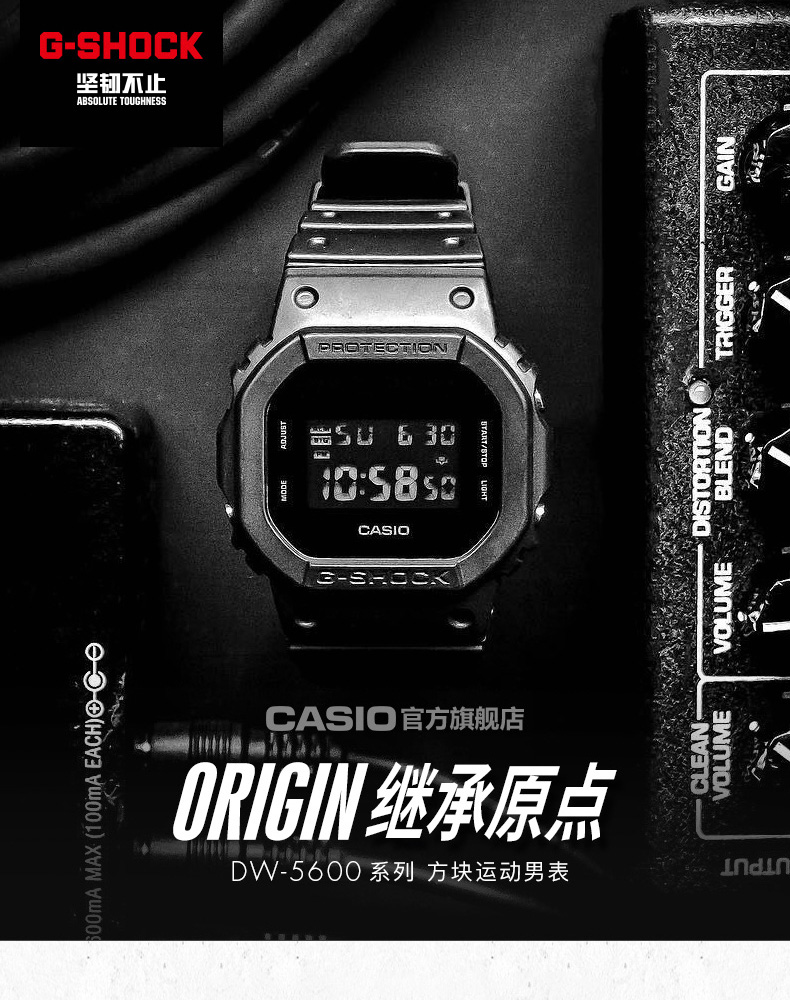 G-SHOCK
坚韧不止
ABSOLUTE TOUGHNESS
GAIN
TRIGGER
DISTORTION
BLEND
VOLUME
CLEAN
VOLUME
OUTPUT
PROTECTION
ADJUST
START/STOP
SU 6 30
MODE
LIGHT
10:58 50
CASIO
G-SHOCK
600mA MAX (100mA EACH)
CASIO官方旗舰店
ORIGIN 继承原点
DW-5600 系列 方块运动男表